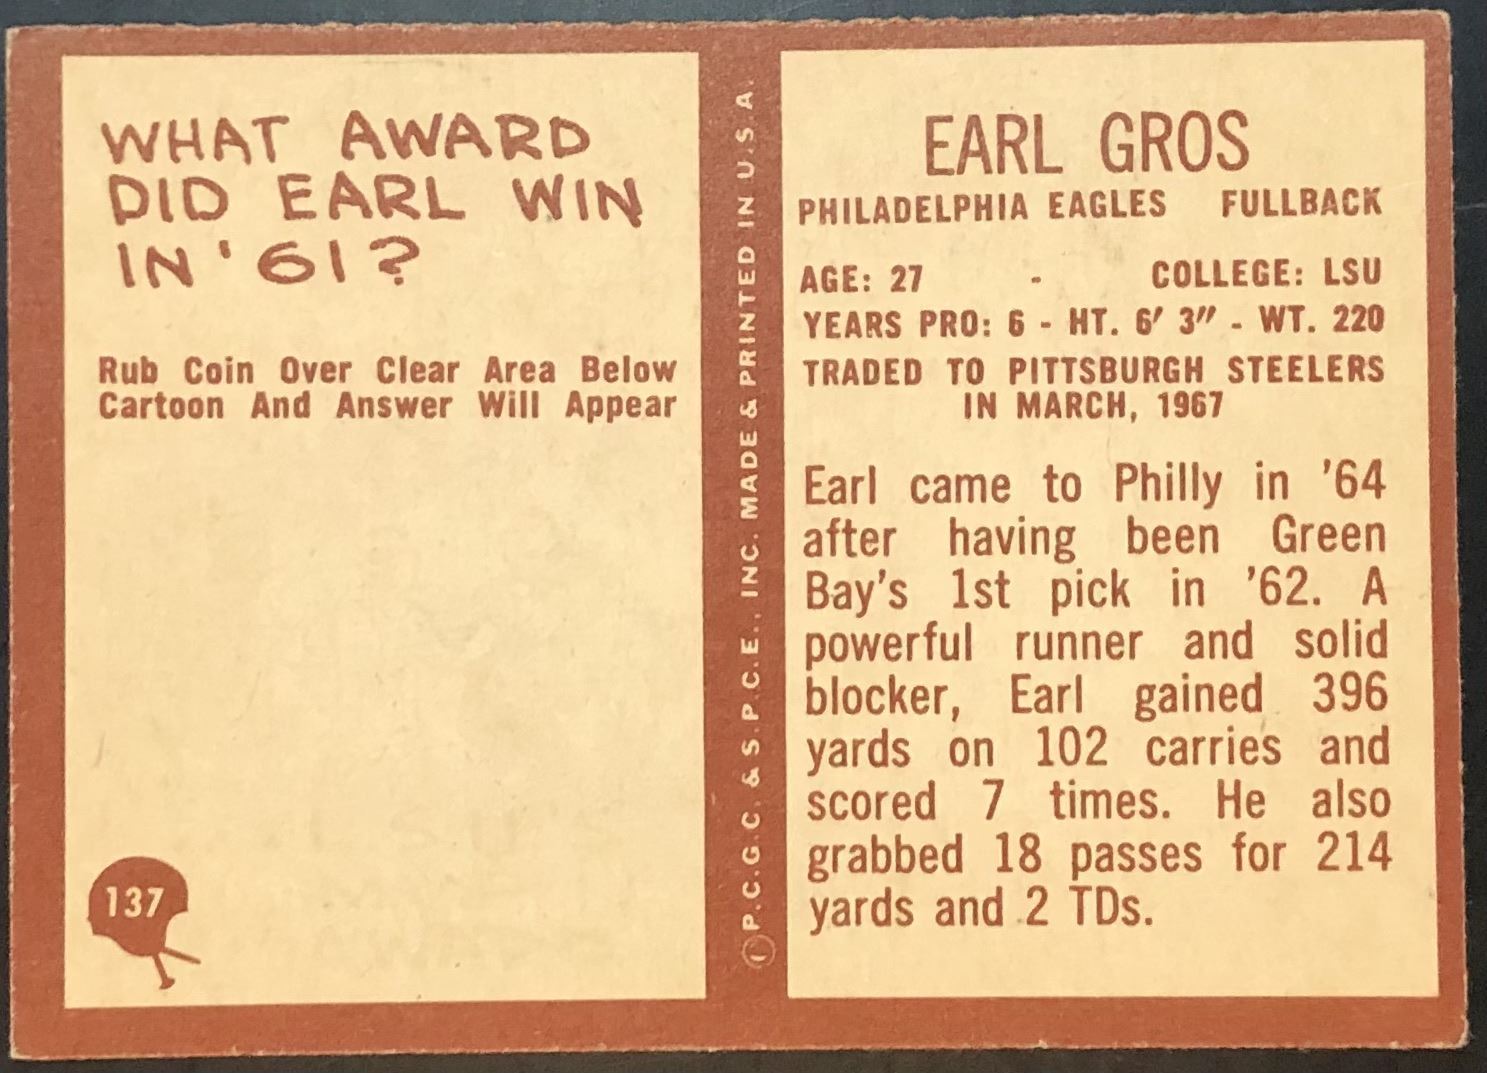 WHAT AWARD
DID EARL WIN
IN '61?
Rub Coin Over Clear Area Below
Cartoon And Answer Will Appear
137
P.C.G.C. & S.P.C.E., INC. MADE & PRINTED IN U.S.A.
EARL GROS
PHILADELPHIA EAGLES FULLBACK
AGE: 27 - COLLEGE: LSU
YEARS PRO: 6 - HT. 6' 3" - WT. 220
TRADED TO PITTSBURGH STEELERS
IN MARCH, 1967
Earl came to Philly in '64
after having been Green
Bay's 1st pick in '62. A
powerful runner and solid
blocker, Earl gained 396
yards on 102 carries and
scored 7 times. He also
grabbed 18 passes for 214
yards and 2 TDs.